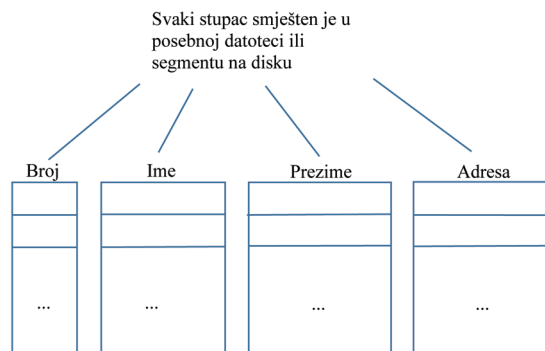 Svaki stupac smješten je u
posebnoj datoteci ili
segmentu na disku
Broj Ime Prezime Adresa
... ... ... ...